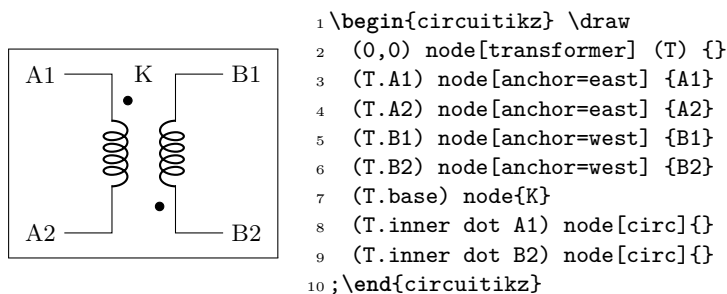 A1 K B1
A2 B2
1 \begin{circuitikz} \draw
2 (0,0) node[transformer] (T) {}
3 (T.A1) node[anchor=east] {A1}
4 (T.A2) node[anchor=east] {A2}
5 (T.B1) node[anchor=west] {B1}
6 (T.B2) node[anchor=west] {B2}
7 (T.base) node{K}
8 (T.inner dot A1) node[circ]{}
9 (T.inner dot B2) node[circ]{}
10 ;\end{circuitikz}